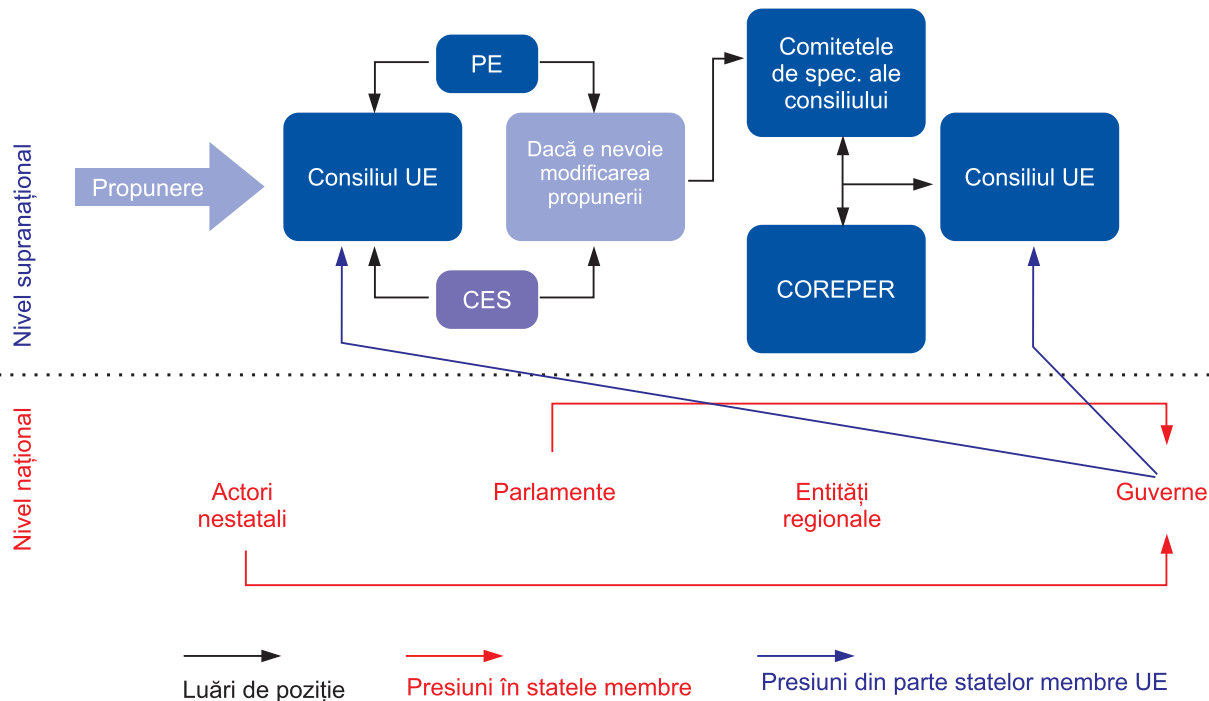 Nivel supranațional
Propunere
PE
Consiliul UE
CES
Dacă e nevoie
modificarea
propunerii
Comitetele
de spec. ale
consiliului
COREPER
Consiliul UE
Nivel național
Actori
nestatali
Parlamente
Entități
regionale
Guverne
Luări de poziție
Presiuni în statele membre
Presiuni din parte statelor membre UE